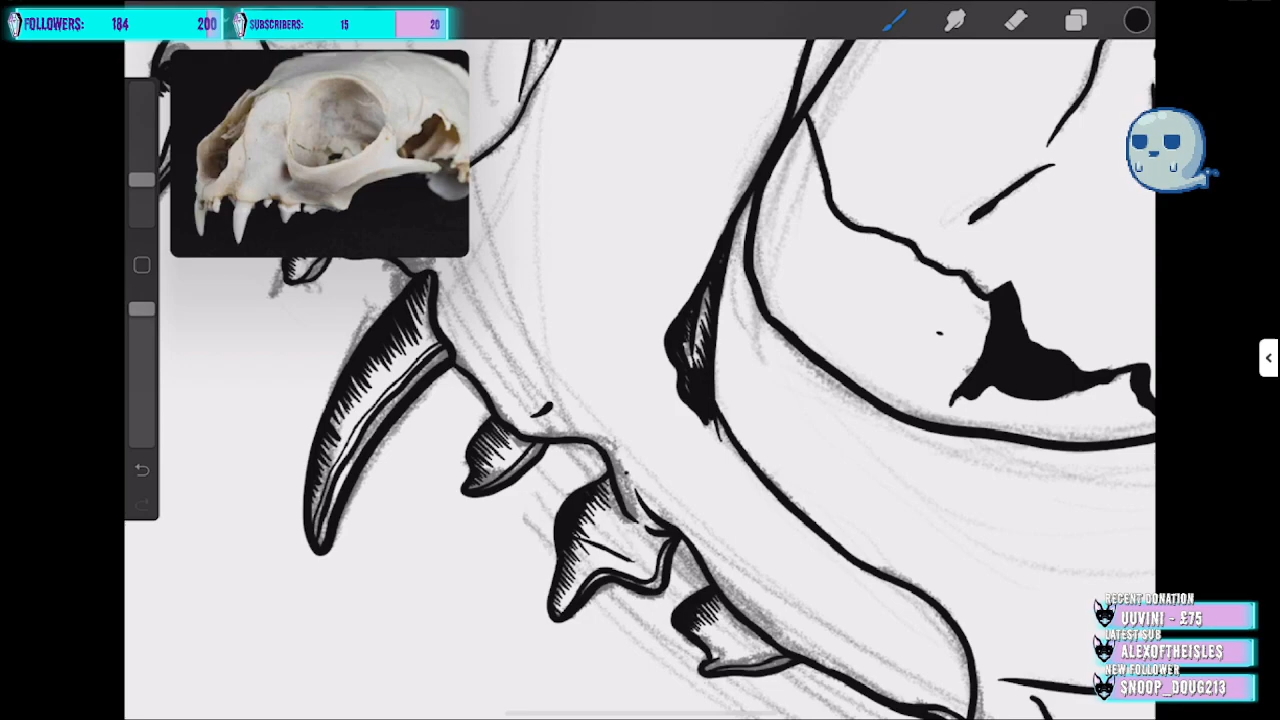 FOLLOWERS: 184 200
SUBSCRIBERS: 15 20
RECENT DONATION
UUVINI - £75
LATEST SUB
ALEXOFTHEISLES
NEW FOLLOWER
SNOOP_DOUG213